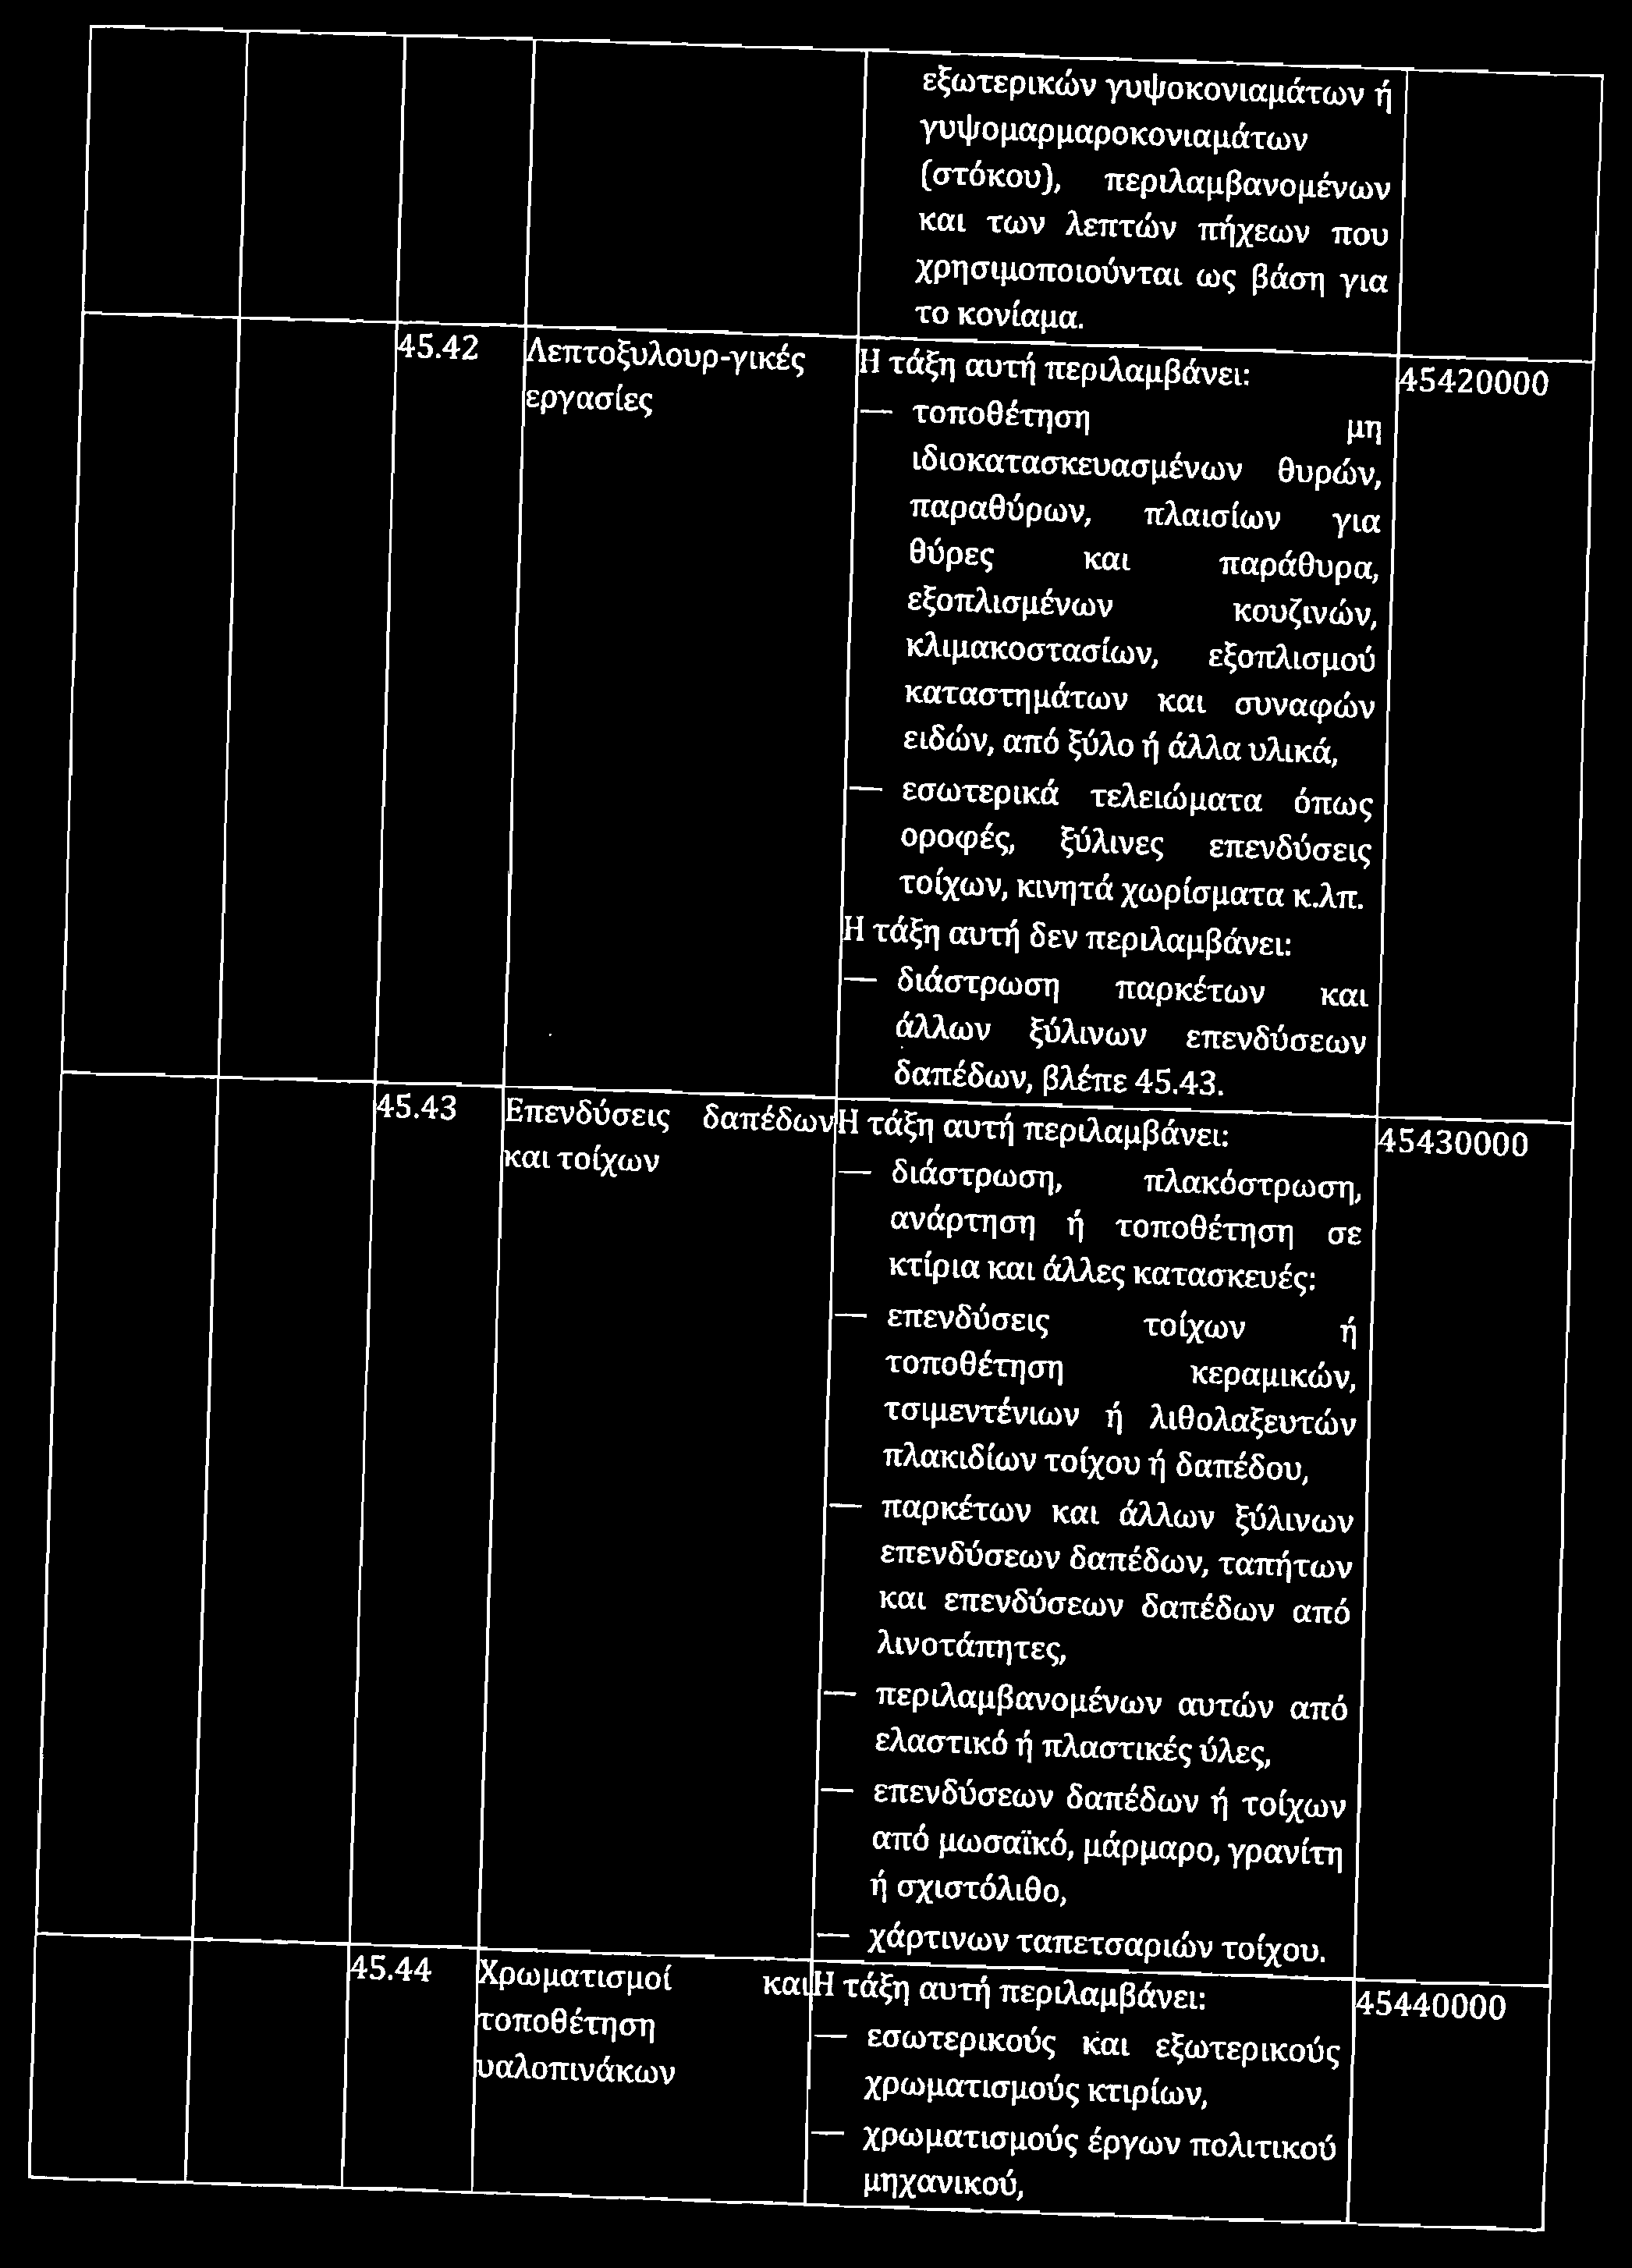 εξωτερικών γυψοκονιαμάτων ή
γυψομαρμαροκονιαμάτων
(στόκου), περιλαμβανομένων
και των λεπτών πήχεων που
χρησιμοποιούνται ως βάση για
το κονίαμα.
45.42 Λεπτοξυλουρ-γικές Η τάξη αυτή περιλαμβάνει: 45420000
εργασίες
— τοποθέτηση μη
ιδιοκατασκευασμένων θυρών,
παραθύρων, πλαισίων για
θύρες και παράθυρα,
εξοπλισμένων κουζινών,
κλιμακοστασίων, εξοπλισμού
καταστημάτων και συναφών
ειδών, από ξύλο ή άλλα υλικά,
— εσωτερικά τελειώματα όπως
οροφές, ξύλινες επενδύσεις
τοίχων, κινητά χωρίσματα κ.λπ.
Η τάξη αυτή δεν περιλαμβάνει:
— διάστρωση παρκέτων και
άλλων ξύλινων επενδύσεων
δαπέδων, βλέπε 45.43.
45.43 Επενδύσεις δαπέδων Η τάξη αυτή περιλαμβάνει: 45430000
και τοίχων
— διάστρωση, πλακόστρωση,
ανάρτηση ή τοποθέτηση σε
κτίρια και άλλες κατασκευές:
— επενδύσεις τοίχων ή
τοποθέτηση κεραμικών,
τσιμεντένιων ή λιθολαξευτών
πλακιδίων τοίχου ή δαπέδου,
— παρκέτων και άλλων ξύλινων
επενδύσεων δαπέδων, ταπήτων
και επενδύσεων δαπέδων από
λινοτάπητες,
— περιλαμβανομένων αυτών από
ελαστικό ή πλαστικές ύλες,
— επενδύσεων δαπέδων ή τοίχων
από μωσαϊκό, μάρμαρο, γρανίτη
ή σχιστόλιθο,
— χάρτινων ταπετσαριών τοίχου.
45.44 Χρωματισμοί και Η τάξη αυτή περιλαμβάνει: 45440000
τοποθέτηση
υαλοπινάκων
— εσωτερικούς και εξωτερικούς
χρωματισμούς κτιρίων,
— χρωματισμούς έργων πολιτικού
μηχανικού,